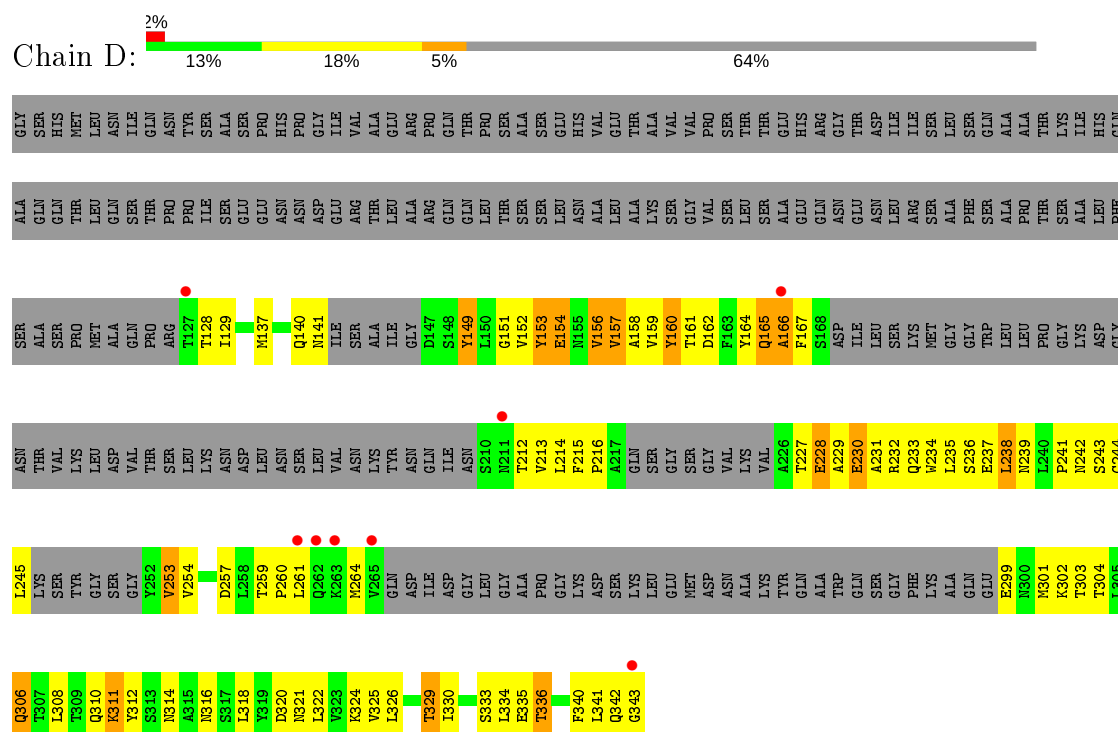 2%
Chain D:
13% 18% 5% 64%
GLY SER HIS MET LEU ASN ILE GLN ASN TYR SER ALA SER PRO HIS PRO GLY ILE VAL ALA GLU ARG PRO GLN THR PRO SER ALA SER GLU HIS VAL GLU THR ALA VAL VAL PRO SER THR THR GLU HIS ARG GLY THR ASP ILE ILE SER LEU SER GLN ALA ALA THR LYS ILE HIS GLN
ALA GLN GLN THR LEU GLN SER THR PRO PRO ILE SER GLU GLU ASN ASN ASP GLU ARG THR LEU ALA ARG GLN GLN LEU THR SER SER LEU ASN ALA LEU ALA LYS SER GLY VAL SER LEU SER ALA GLU GLN ASN GLU ASN LEU ARG SER ALA PHE SER ALA PRO THR SER ALA LEU PHE
SER ALA SER PRO MET ALA GLN PRO ARG T127 T128 I129 M137 Q140 N141 ILE SER ALA ILE GLY D147 S148 Y149 L150 G151 V152 Y153 E154 N155 V156 V157 A158 V159 Y160 T161 D162 F163 Y164 Q165 A166 F167 S168 ASP ILE LEU SER LYS MET GLY GLY TRP LEU LEU PRO GLY LYS ASP GLY
ASN THR VAL LYS LEU ASP VAL THR SER LEU LYS ASN ASP LEU ASN SER LEU VAL ASN LYS TYR ASN GLN ILE ASN S210 N211 T212 V213 L214 F215 P216 A217 GLN SER GLY SER GLY VAL LYS VAL A226 T227 E228 A229 E230 A231 R232 Q233 W234 L235 S236 E237 L238 N239 L240 P241 N242 S243 G244
L245 LYS SER TYR GLY SER GLY Y252 V253 V254 D257 L258 T259 P260 L261 Q262 K263 M264 V265 GLN ASP ILE ASP GLY LEU GLY ALA PRO GLY LYS ASP SER LYS LEU GLU MET ASP ASN ALA LYS TYR GLN ALA TRP GLN SER GLY PHE LYS ALA GLN GLU E299 N300 M301 K302 T303 T304 L305
Q306 T307 L308 T309 Q310 K311 Y312 S313 N314 A315 N316 S317 L318 Y319 D320 N321 L322 V323 K324 V325 L326 T329 I330 S333 L334 E335 T336 F340 L341 Q342 G343